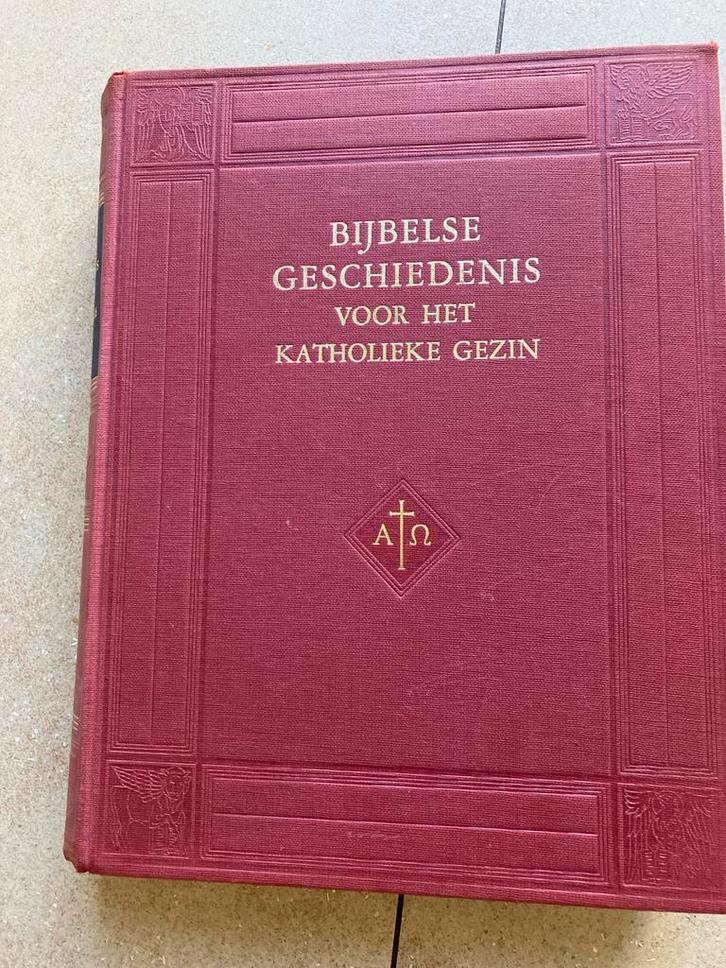 BIJBELSE
GESCHIEDENIS
VOOR HET
KATHOLIEKE GEZIN
Α Ω